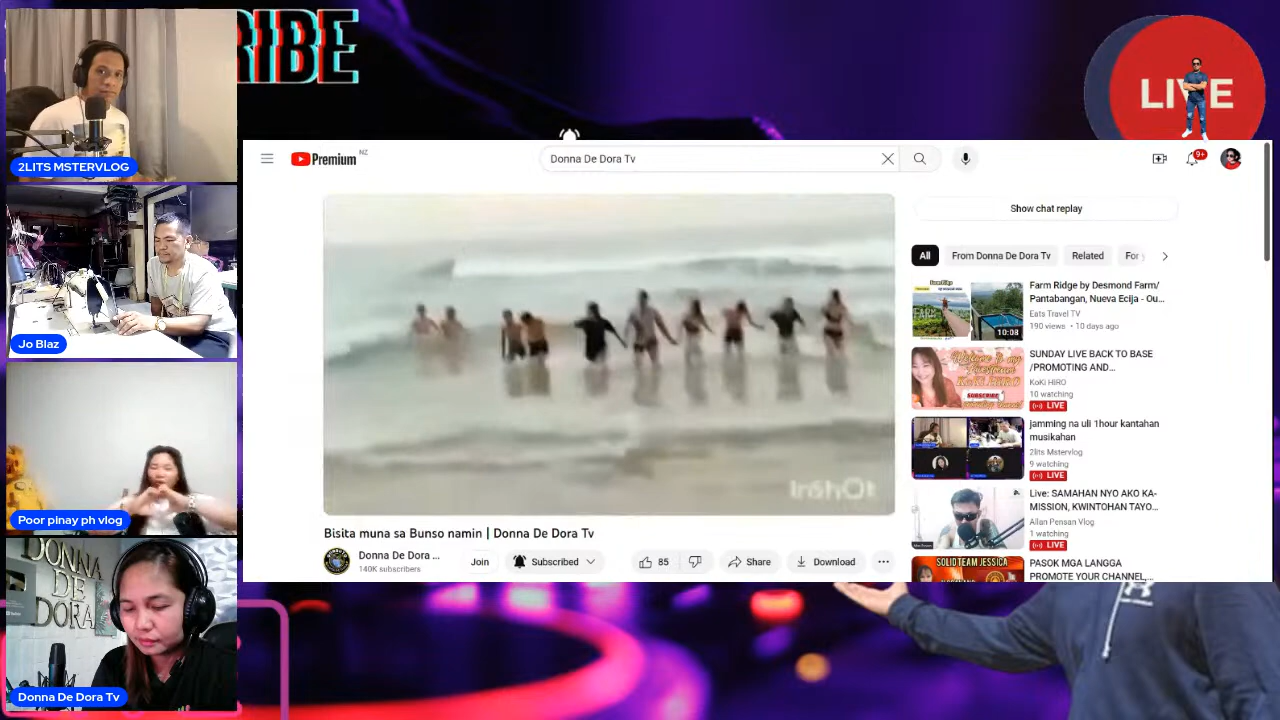 RIBE
LIVE
2LITS MSTERVLOG
Jo Blaz
Poor pinay ph vlog
DONNA
DE
DORA
Donna De Dora Tv
Premium NZ
Donna De Dora Tv
9+
InShOt
Bisita muna sa Bunso namin | Donna De Dora Tv
Donna De Dora ...
140K subscribers
Join
Subscribed
85
Share
Download
Show chat replay
All
From Donna De Dora Tv
Related
For
10:08
Farm Ridge by Desmond Farm/
Pantabangan, Nueva Ecija - Ou...
Eats Travel TV
190 views • 10 days ago
SUBSCRIBE
SUNDAY LIVE BACK TO BASE
/PROMOTING AND...
KoKi HIRO
10 watching
LIVE
jamming na uli 1hour kantahan
musikahan
2lits Mstervlog
9 watching
LIVE
Live: SAMAHAN NYO AKO KA-
MISSION, KWINTOHAN TAYO...
Allan Pensan Vlog
1 watching
LIVE
SOLID TEAM JESSICA
PASOK MGA LANGGA
PROMOTE YOUR CHANNEL,...